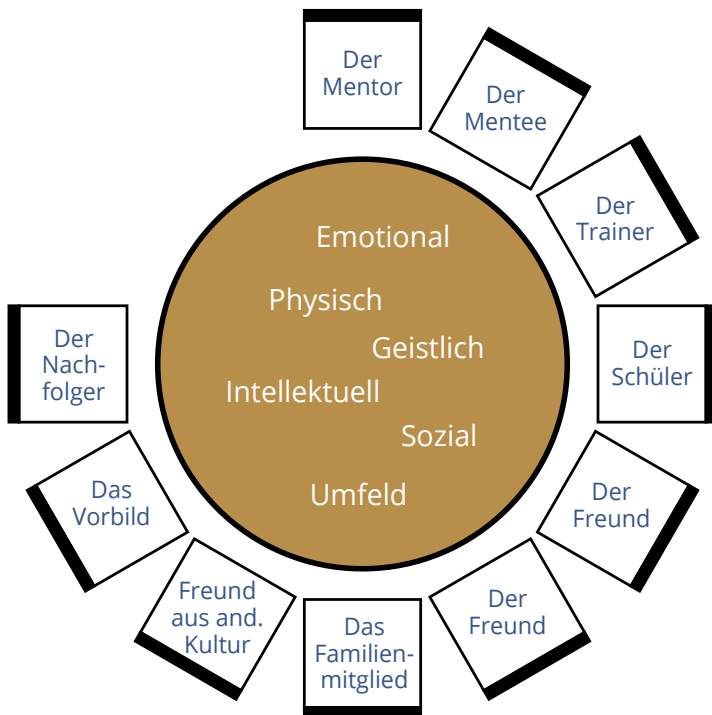 Der
Mentor
Der
Mentee
Der
Trainer
Der
Schüler
Der
Freund
Der
Freund
Das
Familien-
mitglied
Freund
aus and.
Kultur
Das
Vorbild
Der
Nach-
folger
Emotional
Physisch
Geistlich
Intellektuell
Sozial
Umfeld